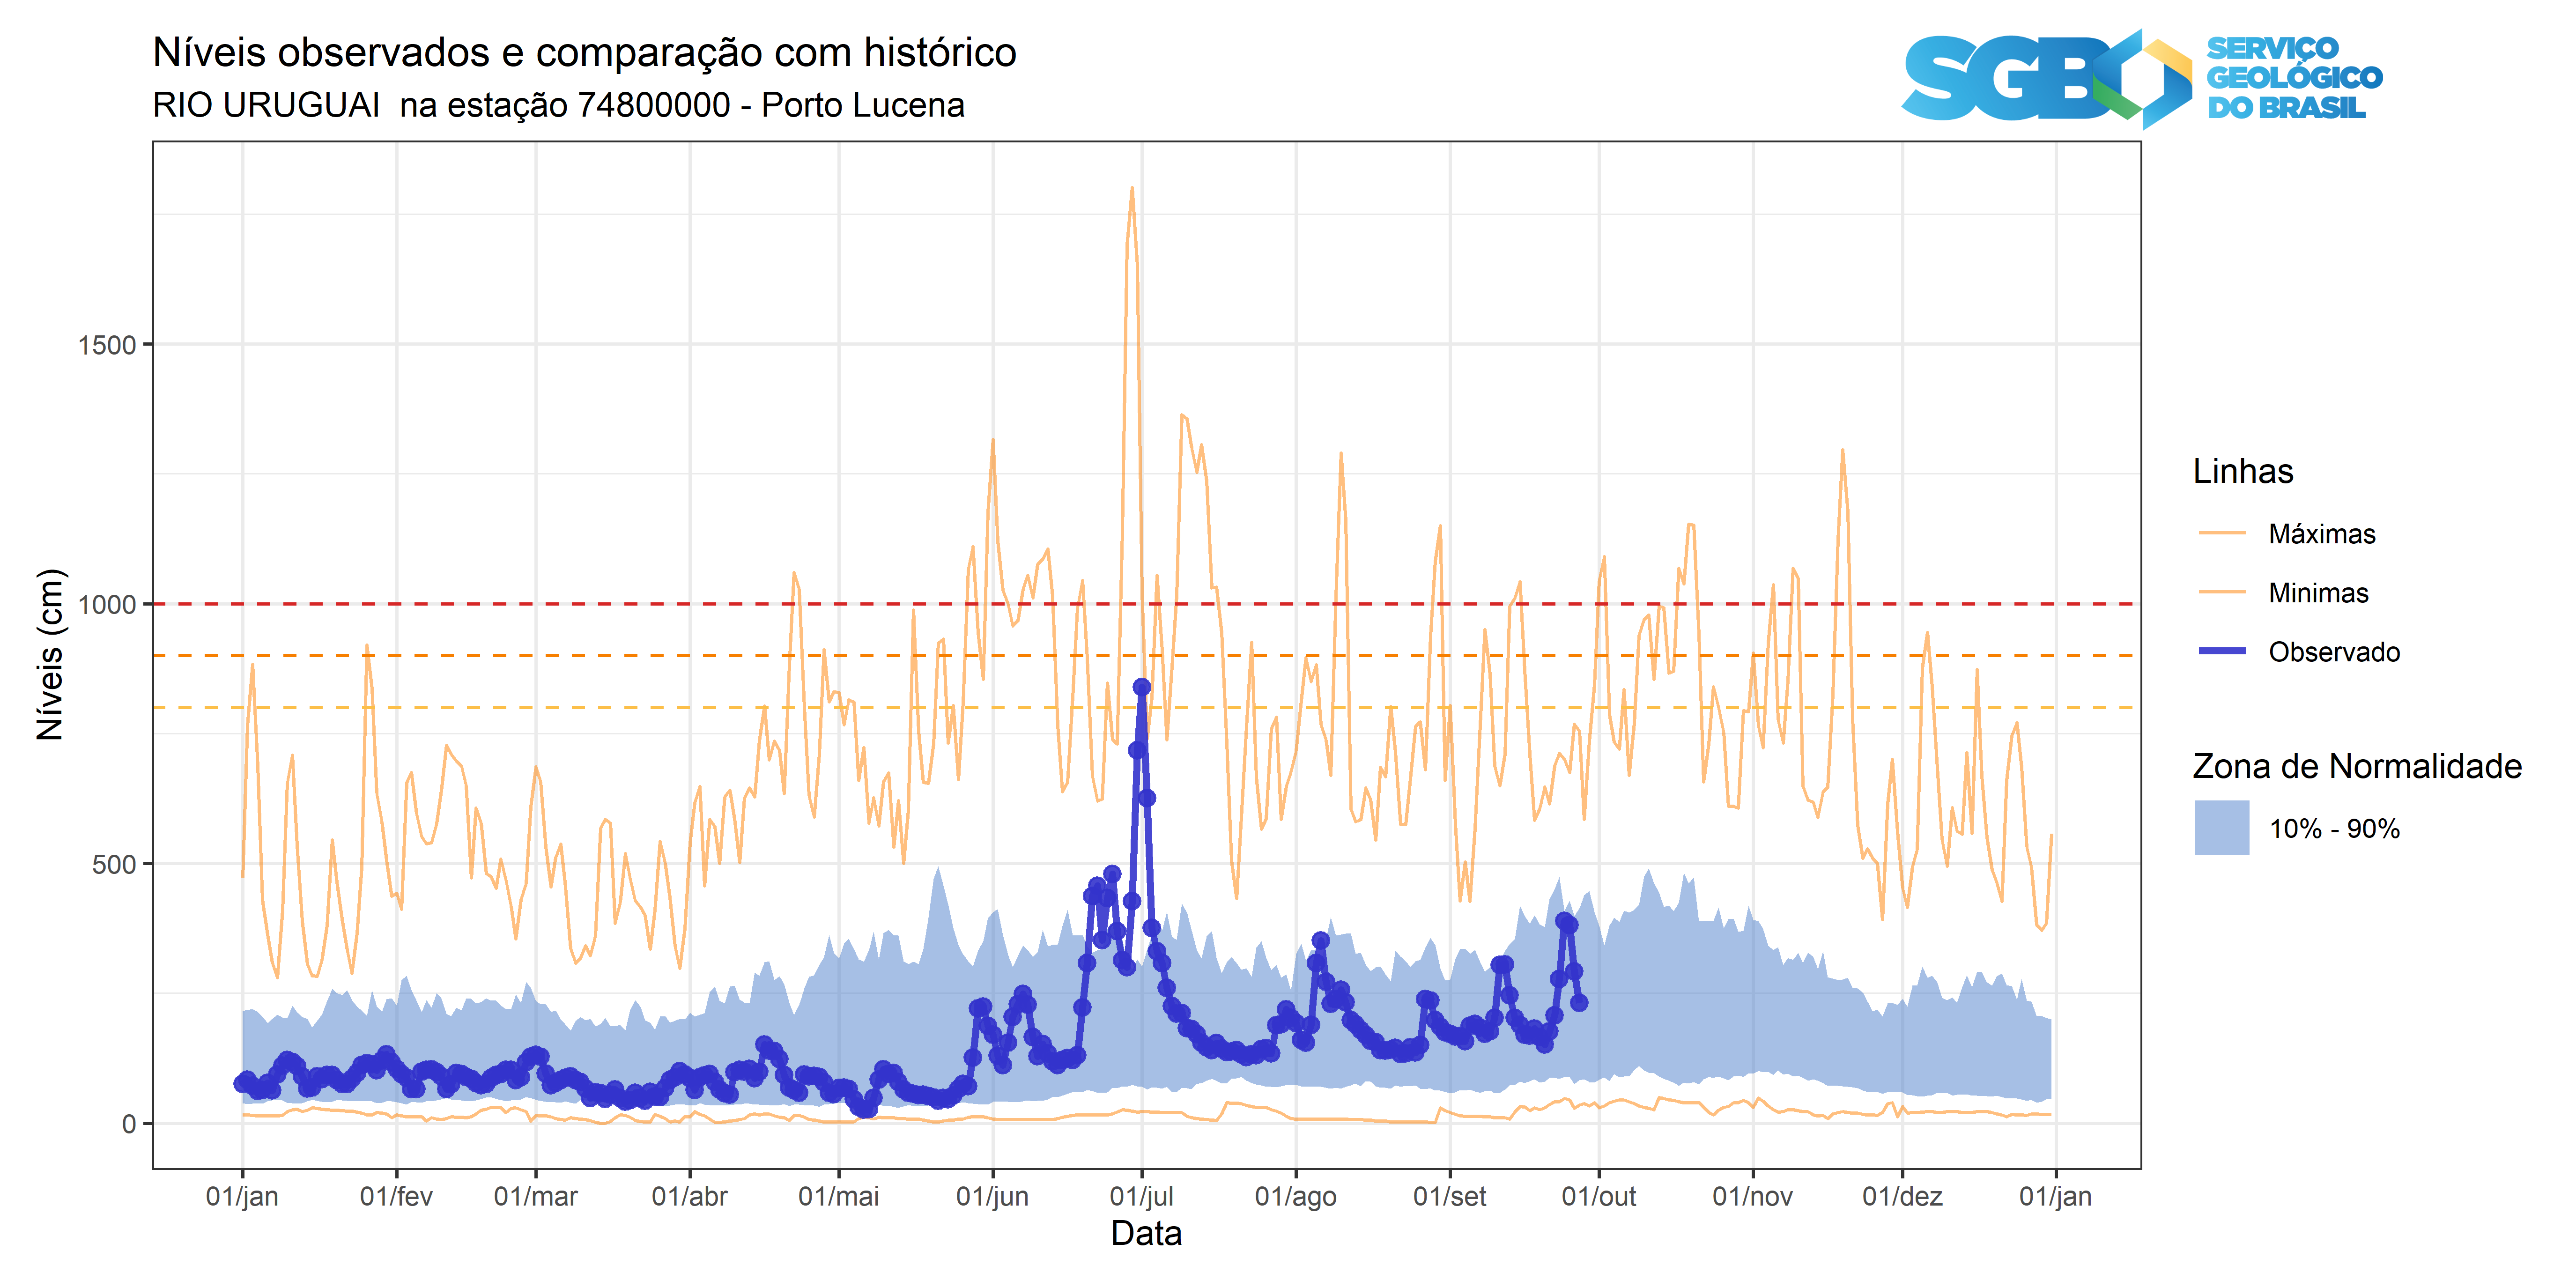 Níveis observados e comparação com histórico
RIO URUGUAI  na estação 74800000 - Porto Lucena
SGB
SERVIÇO
GEOLÓGICO
DO BRASIL
Níveis (cm)
1500
1000
500
0
01/jan
01/fev
01/mar
01/abr
01/mai
01/jun
01/jul
01/ago
01/set
01/out
01/nov
01/dez
01/jan
Data
Linhas
Máximas
Minimas
Observado
Zona de Normalidade
10% - 90%